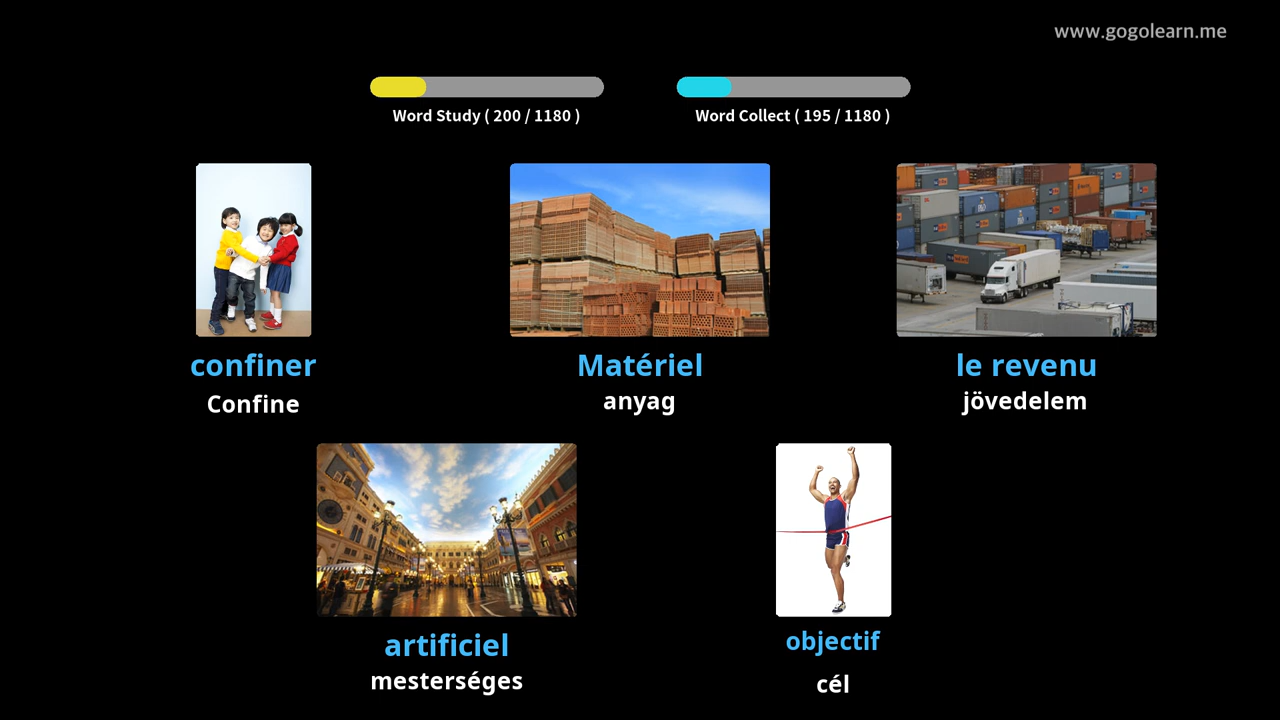 www.gogolearn.me
Word Study ( 200 / 1180 )
Word Collect ( 195 / 1180 )
confiner
Confine
Matériel
anyag
le revenu
jövedelem
artificiel
mesterséges
objectif
cél